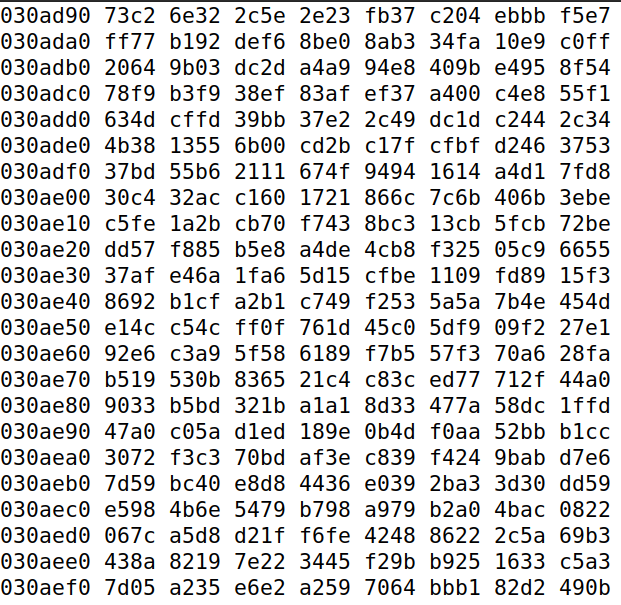 030ad90 73c2 6e32 2c5e 2e23 fb37 c204 ebbb f5e7
030ada0 ff77 b192 def6 8be0 8ab3 34fa 10e9 c0ff
030adb0 2064 9b03 dc2d a4a9 94e8 409b e495 8f54
030adc0 78f9 b3f9 38ef 83af ef37 a400 c4e8 55f1
030add0 634d cffd 39bb 37e2 2c49 dc1d c244 2c34
030ade0 4b38 1355 6b00 cd2b c17f cfbf d246 3753
030adf0 37bd 55b6 2111 674f 9494 1614 a4d1 7fd8
030ae00 30c4 32ac c160 1721 866c 7c6b 406b 3ebe
030ae10 c5fe 1a2b cb70 f743 8bc3 13cb 5fcb 72be
030ae20 dd57 f885 b5e8 a4de 4cb8 f325 05c9 6655
030ae30 37af e46a 1fa6 5d15 cfbe 1109 fd89 15f3
030ae40 8692 b1cf a2b1 c749 f253 5a5a 7b4e 454d
030ae50 e14c c54c ff0f 761d 45c0 5df9 09f2 27e1
030ae60 92e6 c3a9 5f58 6189 f7b5 57f3 70a6 28fa
030ae70 b519 530b 8365 21c4 c83c ed77 712f 44a0
030ae80 9033 b5bd 321b a1a1 8d33 477a 58dc 1ffd
030ae90 47a0 c05a d1ed 189e 0b4d f0aa 52bb b1cc
030aea0 3072 f3c3 70bd af3e c839 f424 9bab d7e6
030aeb0 7d59 bc40 e8d8 4436 e039 2ba3 3d30 dd59
030aec0 e598 4b6e 5479 b798 a979 b2a0 4bac 0822
030aed0 067c a5d8 d21f f6fe 4248 8622 2c5a 69b3
030aee0 438a 8219 7e22 3445 f29b b925 1633 c5a3
030aef0 7d05 a235 e6e2 a259 7064 bbb1 82d2 490b